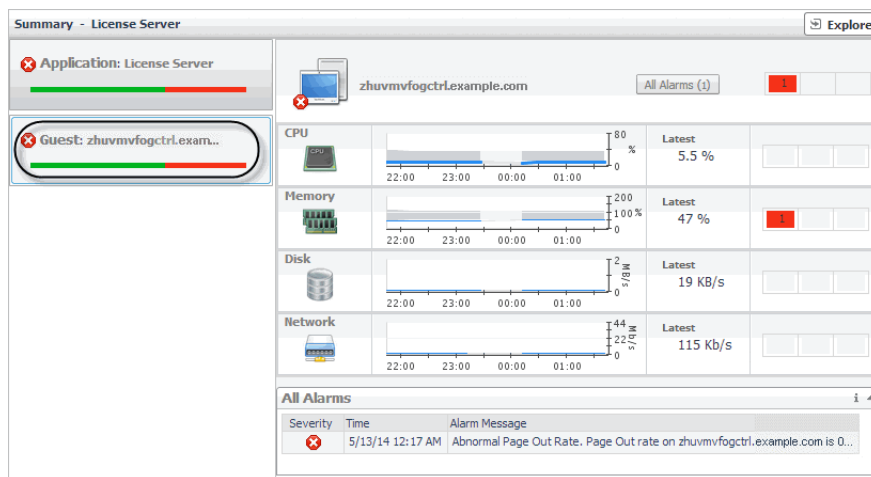 Summary - License Server
Explore
Application: License Server
Guest: zhuvmvfogctrl.exam...
zhuvmvfogctrl.example.com
All Alarms (1)
1
CPU
CPU
80
0
%
22:00 23:00 00:00 01:00
Latest
5.5 %
Memory
200
100
0
%
22:00 23:00 00:00 01:00
Latest
47 %
1
Disk
2
0
MB/s
22:00 23:00 00:00 01:00
Latest
19 KB/s
Network
44
22
0
Mb/s
22:00 23:00 00:00 01:00
Latest
115 Kb/s
All Alarms
i
Severity Time Alarm Message
5/13/14 12:17 AM Abnormal Page Out Rate. Page Out rate on zhuvmvfogctrl.example.com is 0...